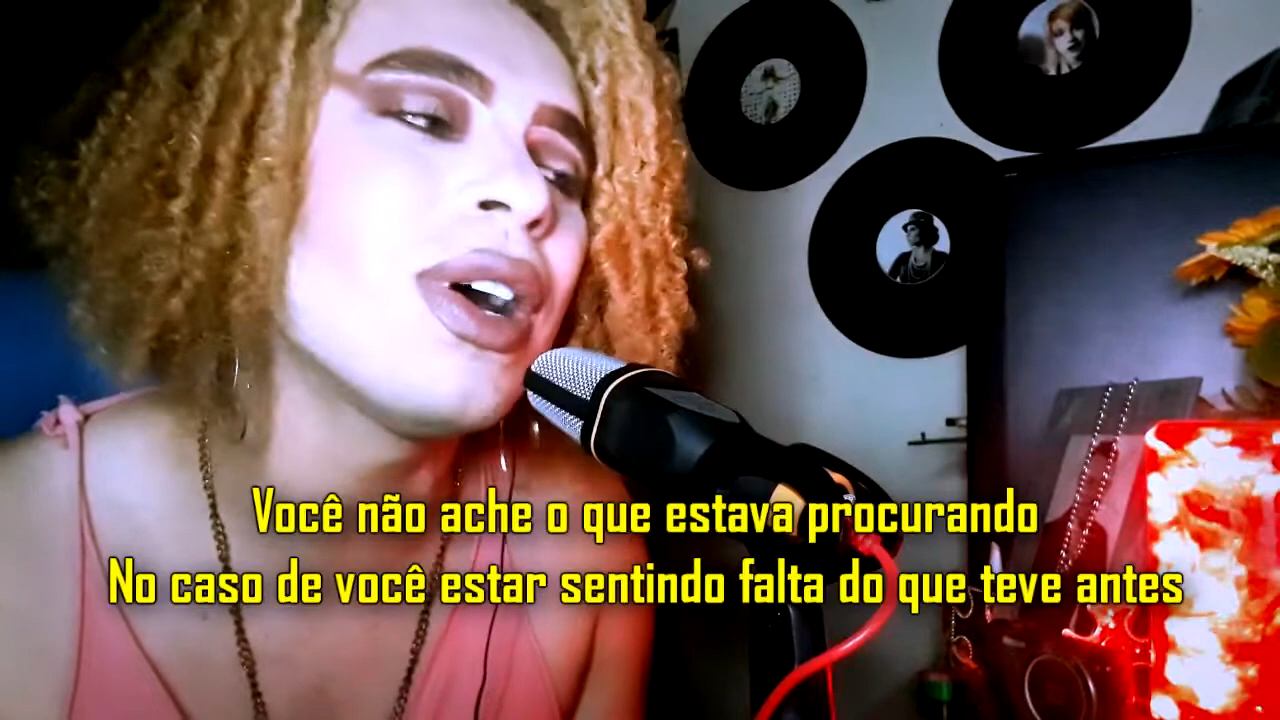 Você não ache o que estava procurando
No caso de você estar sentindo falta do que teve antes